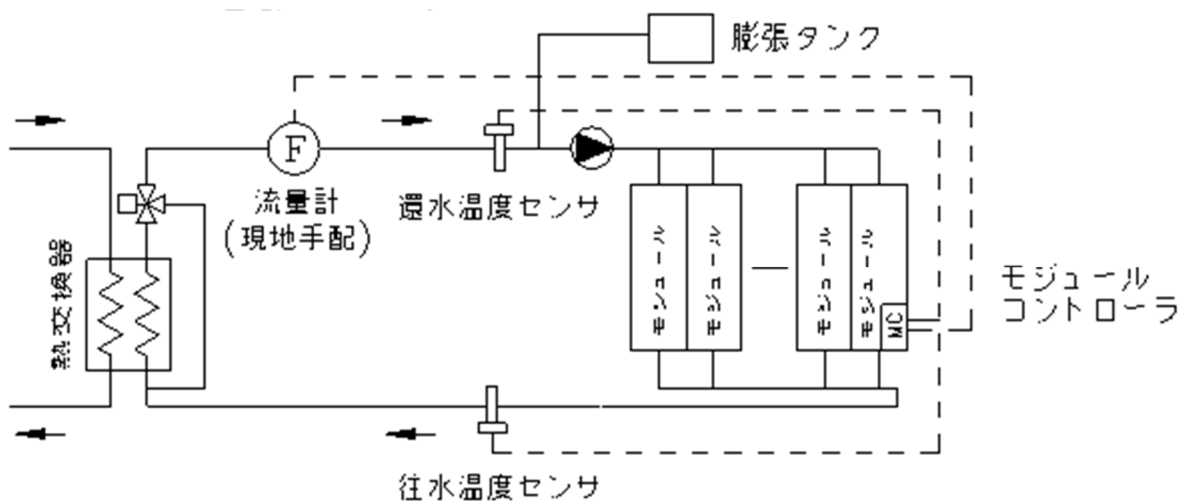 膨張タンク
F
流量計
(現地手配)
還水温度センサ
熱交換器
モジュール
モジュール
モジュール
モジュール
MC
モジュール
コントローラ
往水温度センサ